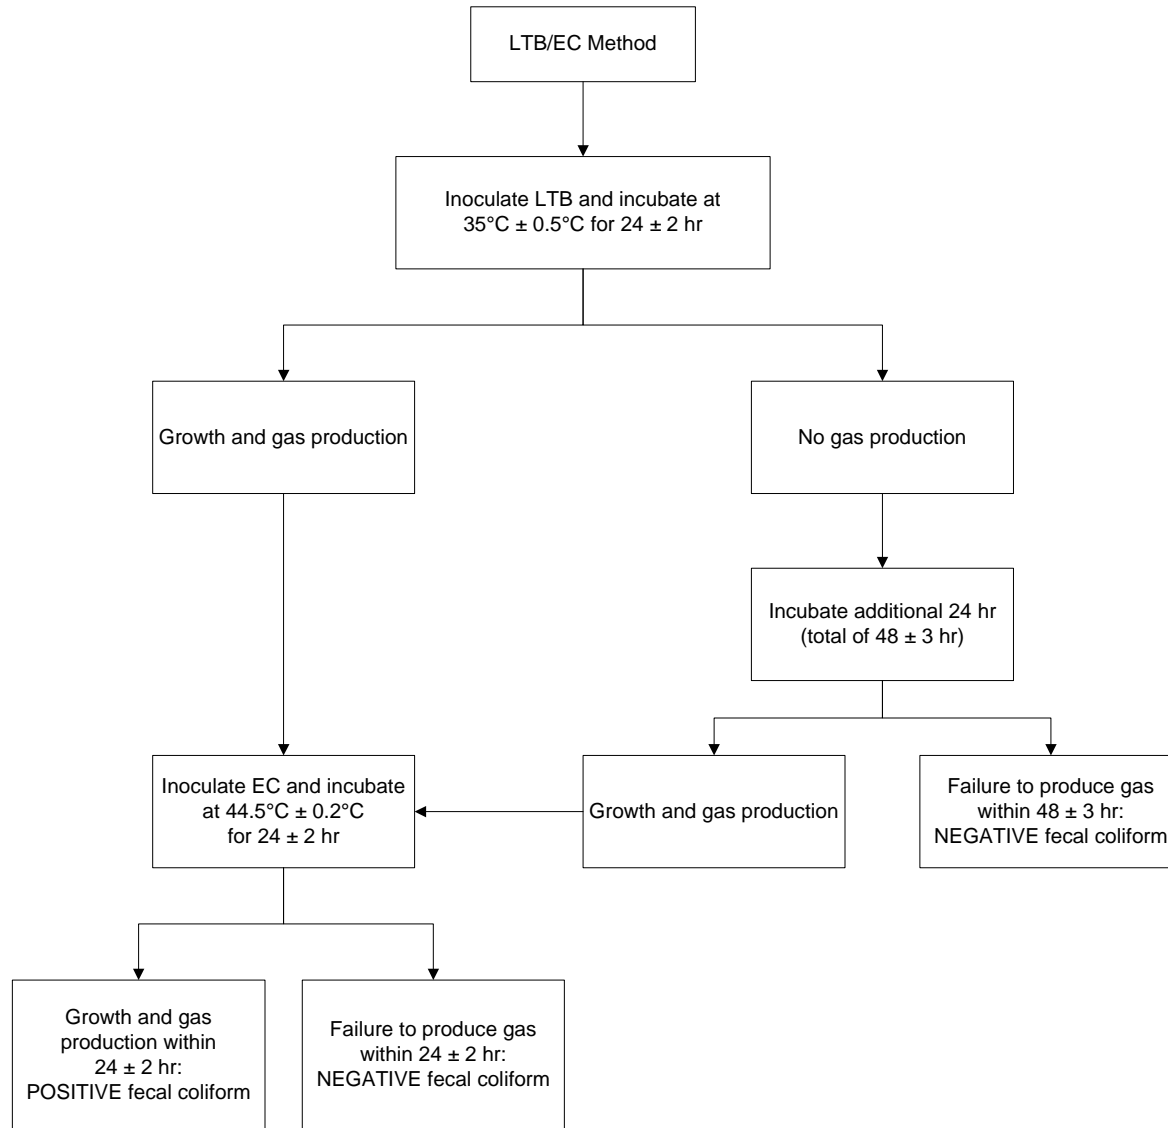 LTB/EC Method
Inoculate LTB and incubate at
35°C ± 0.5°C for 24 ± 2 hr
Growth and gas production
No gas production
Incubate additional 24 hr
(total of 48 ± 3 hr)
Inoculate EC and incubate
at 44.5°C ± 0.2°C
for 24 ± 2 hr
Growth and gas production
Failure to produce gas
within 48 ± 3 hr:
NEGATIVE fecal coliform
Growth and gas
production within
24 ± 2 hr:
POSITIVE fecal coliform
Failure to produce gas
within 24 ± 2 hr:
NEGATIVE fecal coliform